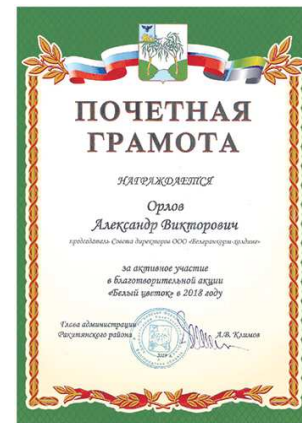 ПОЧЕТНАЯ
ГРАМОТА
НАГРАЖДАЕТСЯ
Орлов
Александр Викторович
председатель Совета директоров ООО «Белгранкорм-холдинг»
за активное участие
в благотворительной акции
«Белый цветок» в 2018 году
Глава администрации
Ракитянского района
А.В. Климов